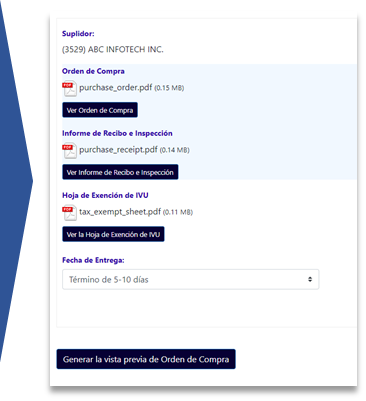 Suplidor:
(3529) ABC INFOTECH INC.
Orden de Compra
PDF purchase_order.pdf (0.15 MB)
Ver Orden de Compra
Informe de Recibo e Inspección
PDF purchase_receipt.pdf (0.14 MB)
Ver Informe de Recibo e Inspección
Hoja de Exención de IVU
PDF tax_exempt_sheet.pdf (0.11 MB)
Ver la Hoja de Exención de IVU
Fecha de Entrega:
Término de 5-10 días
Generar la vista previa de Orden de Compra